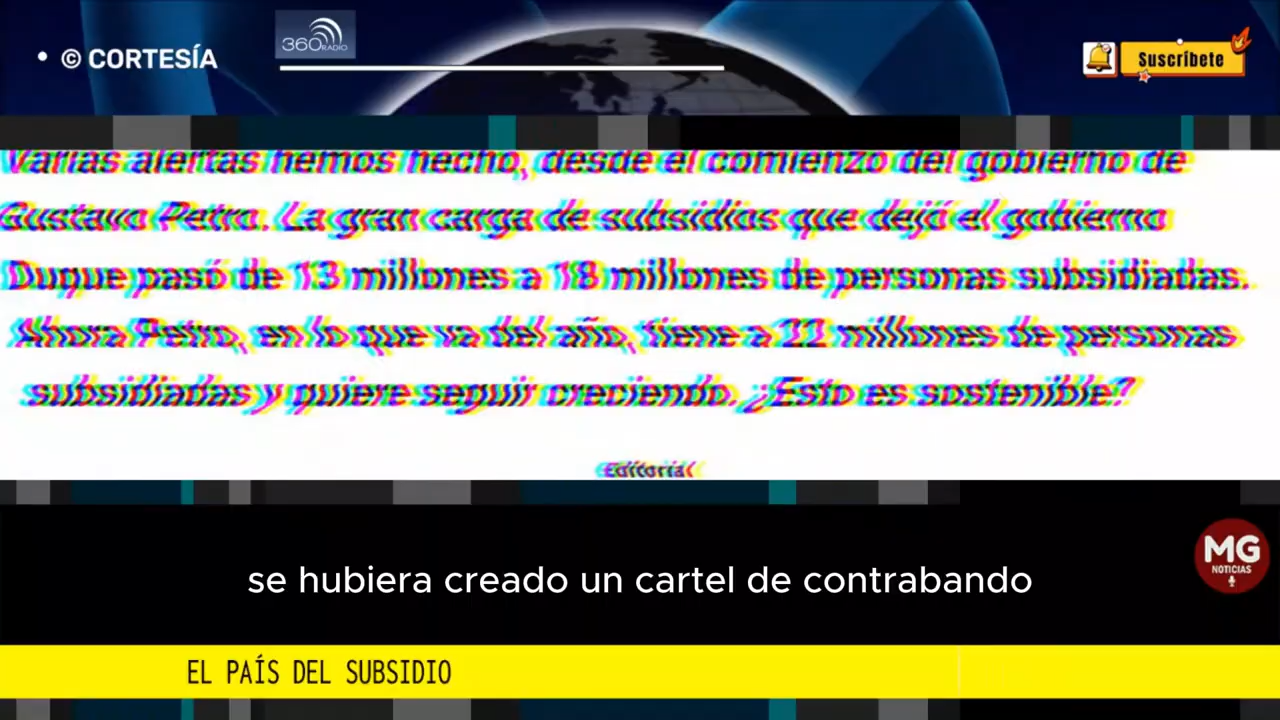 © CORTESÍA
360RADIO
Suscríbete
Varias alertas hemos hecho, desde el comienzo del gobierno de
Gustavo Petro. La gran carga de subsidios que dejó el gobierno
Duque pasó de 13 millones a 18 millones de personas subsidiadas.
Ahora Petro, en lo que va del año, tiene a 22 millones de personas
subsidiadas y quiere seguir creciendo. ¿Esto es sostenible?
Editorial
se hubiera creado un cartel de contrabando
MG
NOTICIAS
EL PAÍS DEL SUBSIDIO